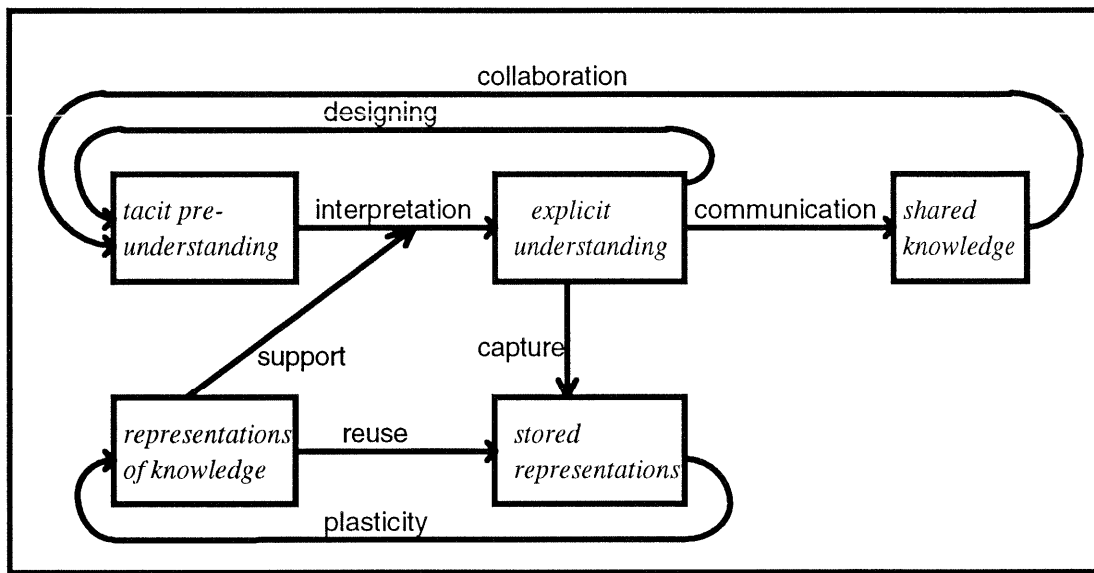 collaboration
designing
tacit pre-
understanding
interpretation
explicit
understanding
communication
shared
knowledge
support
capture
representations
of knowledge
reuse
stored
representations
plasticity